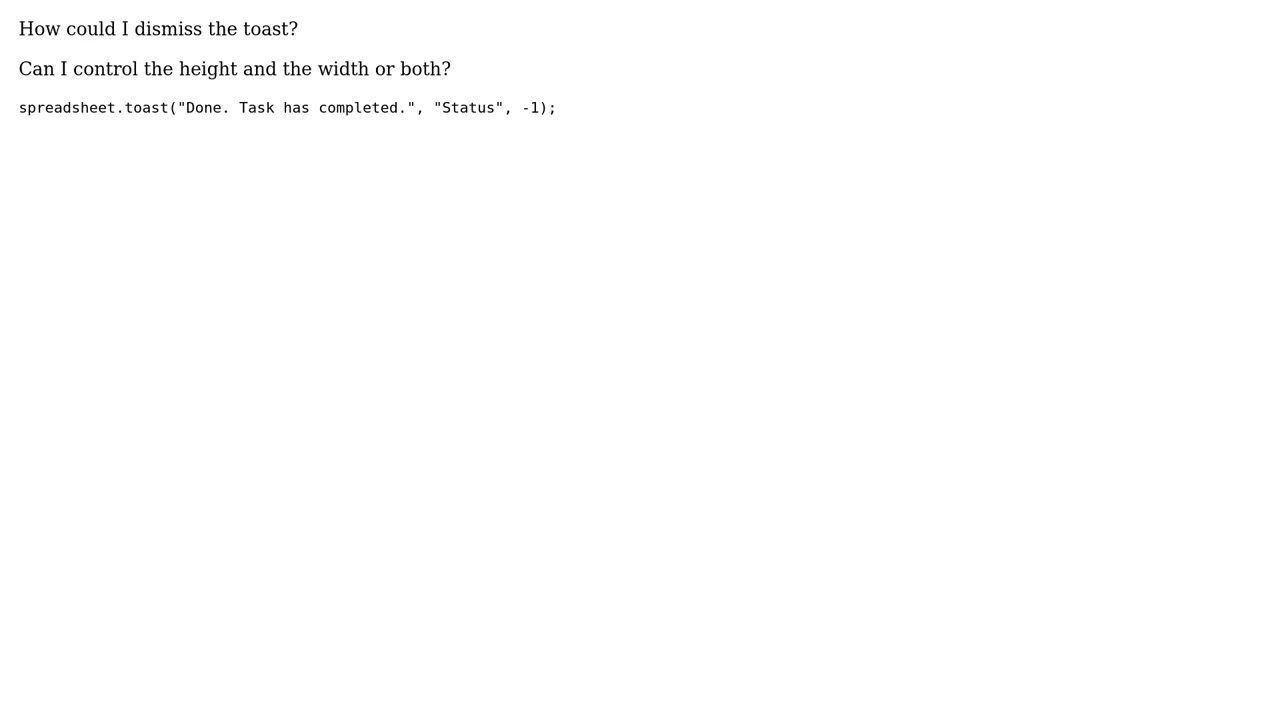 How could I dismiss the toast?
Can I control the height and the width or both?
spreadsheet.toast("Done. Task has completed.", "Status", -1);